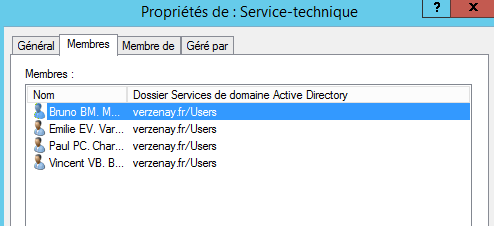 Propriétés de : Service-technique
? x
Général Membres Membre de Géré par
Membres :
Nom Dossier Services de domaine Active Directory
Bruno BM. M... verzenay.fr/Users
Emilie EV. Var... verzenay.fr/Users
Paul PC. Char... verzenay.fr/Users
Vincent VB. B... verzenay.fr/Users